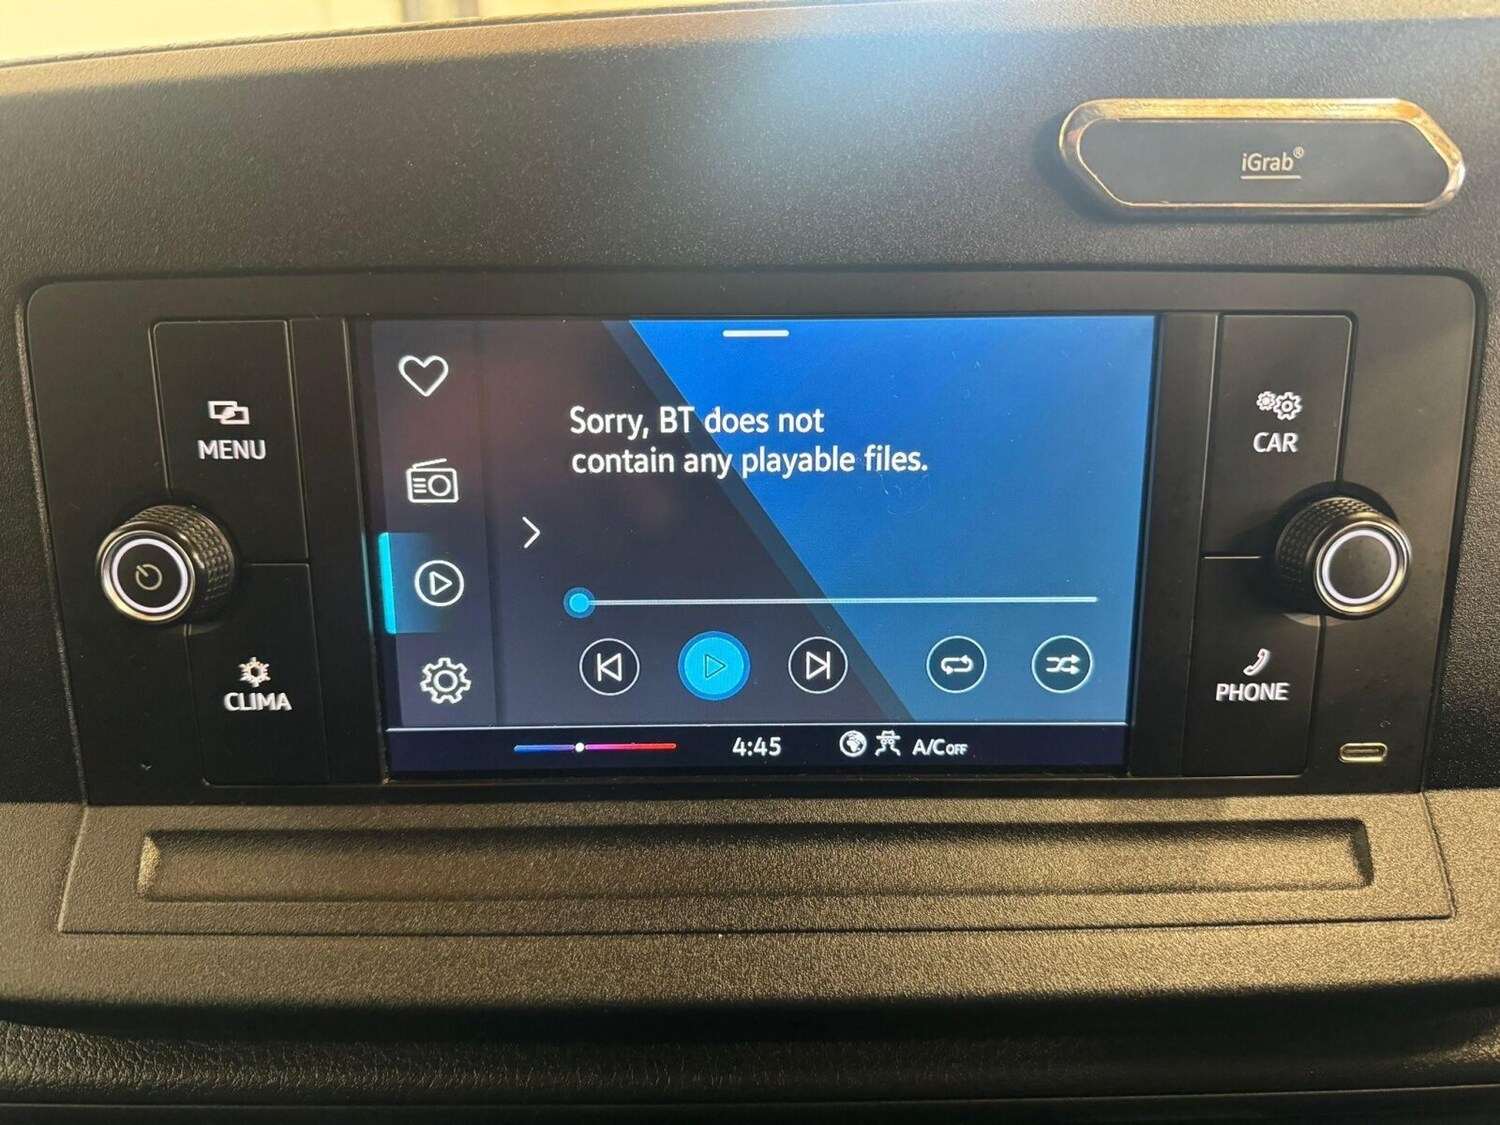 iGrab®
MENU
CLIMA
Sorry, BT does not
contain any playable files.
4:45
A/C OFF
CAR
PHONE